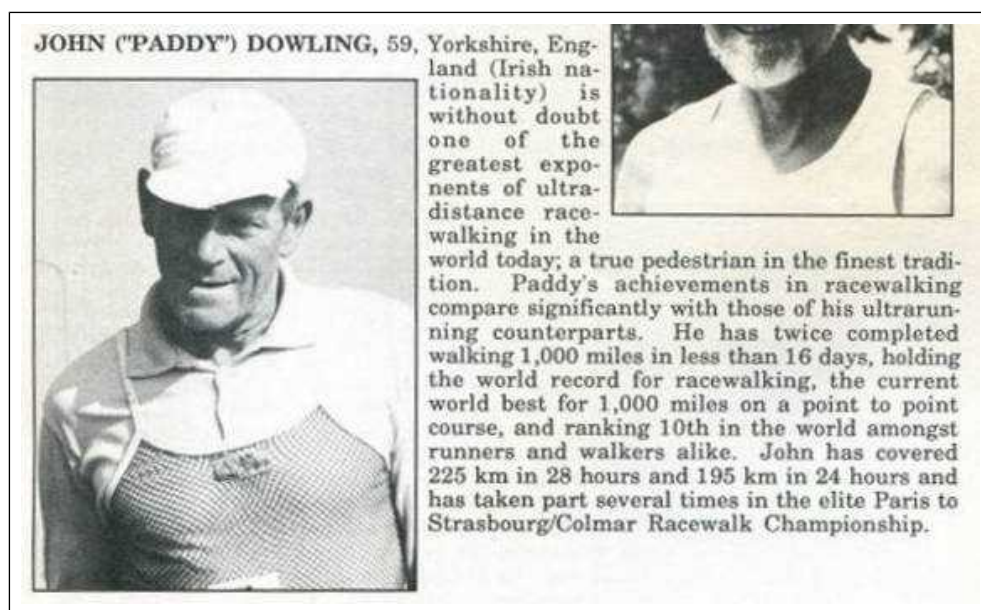 JOHN ("PADDY") DOWLING, 59, Yorkshire, Eng-
land (Irish na-
tionality) is
without doubt
one of the
greatest expo-
nents of ultra-
distance race-
walking in the
world today; a true pedestrian in the finest tradi-
tion. Paddy's achievements in racewalking
compare significantly with those of his ultrarun-
ning counterparts. He has twice completed
walking 1,000 miles in less than 16 days, holding
the world record for racewalking, the current
world best for 1,000 miles on a point to point
course, and ranking 10th in the world amongst
runners and walkers alike. John has covered
225 km in 28 hours and 195 km in 24 hours and
has taken part several times in the elite Paris to
Strasbourg/Colmar Racewalk Championship.